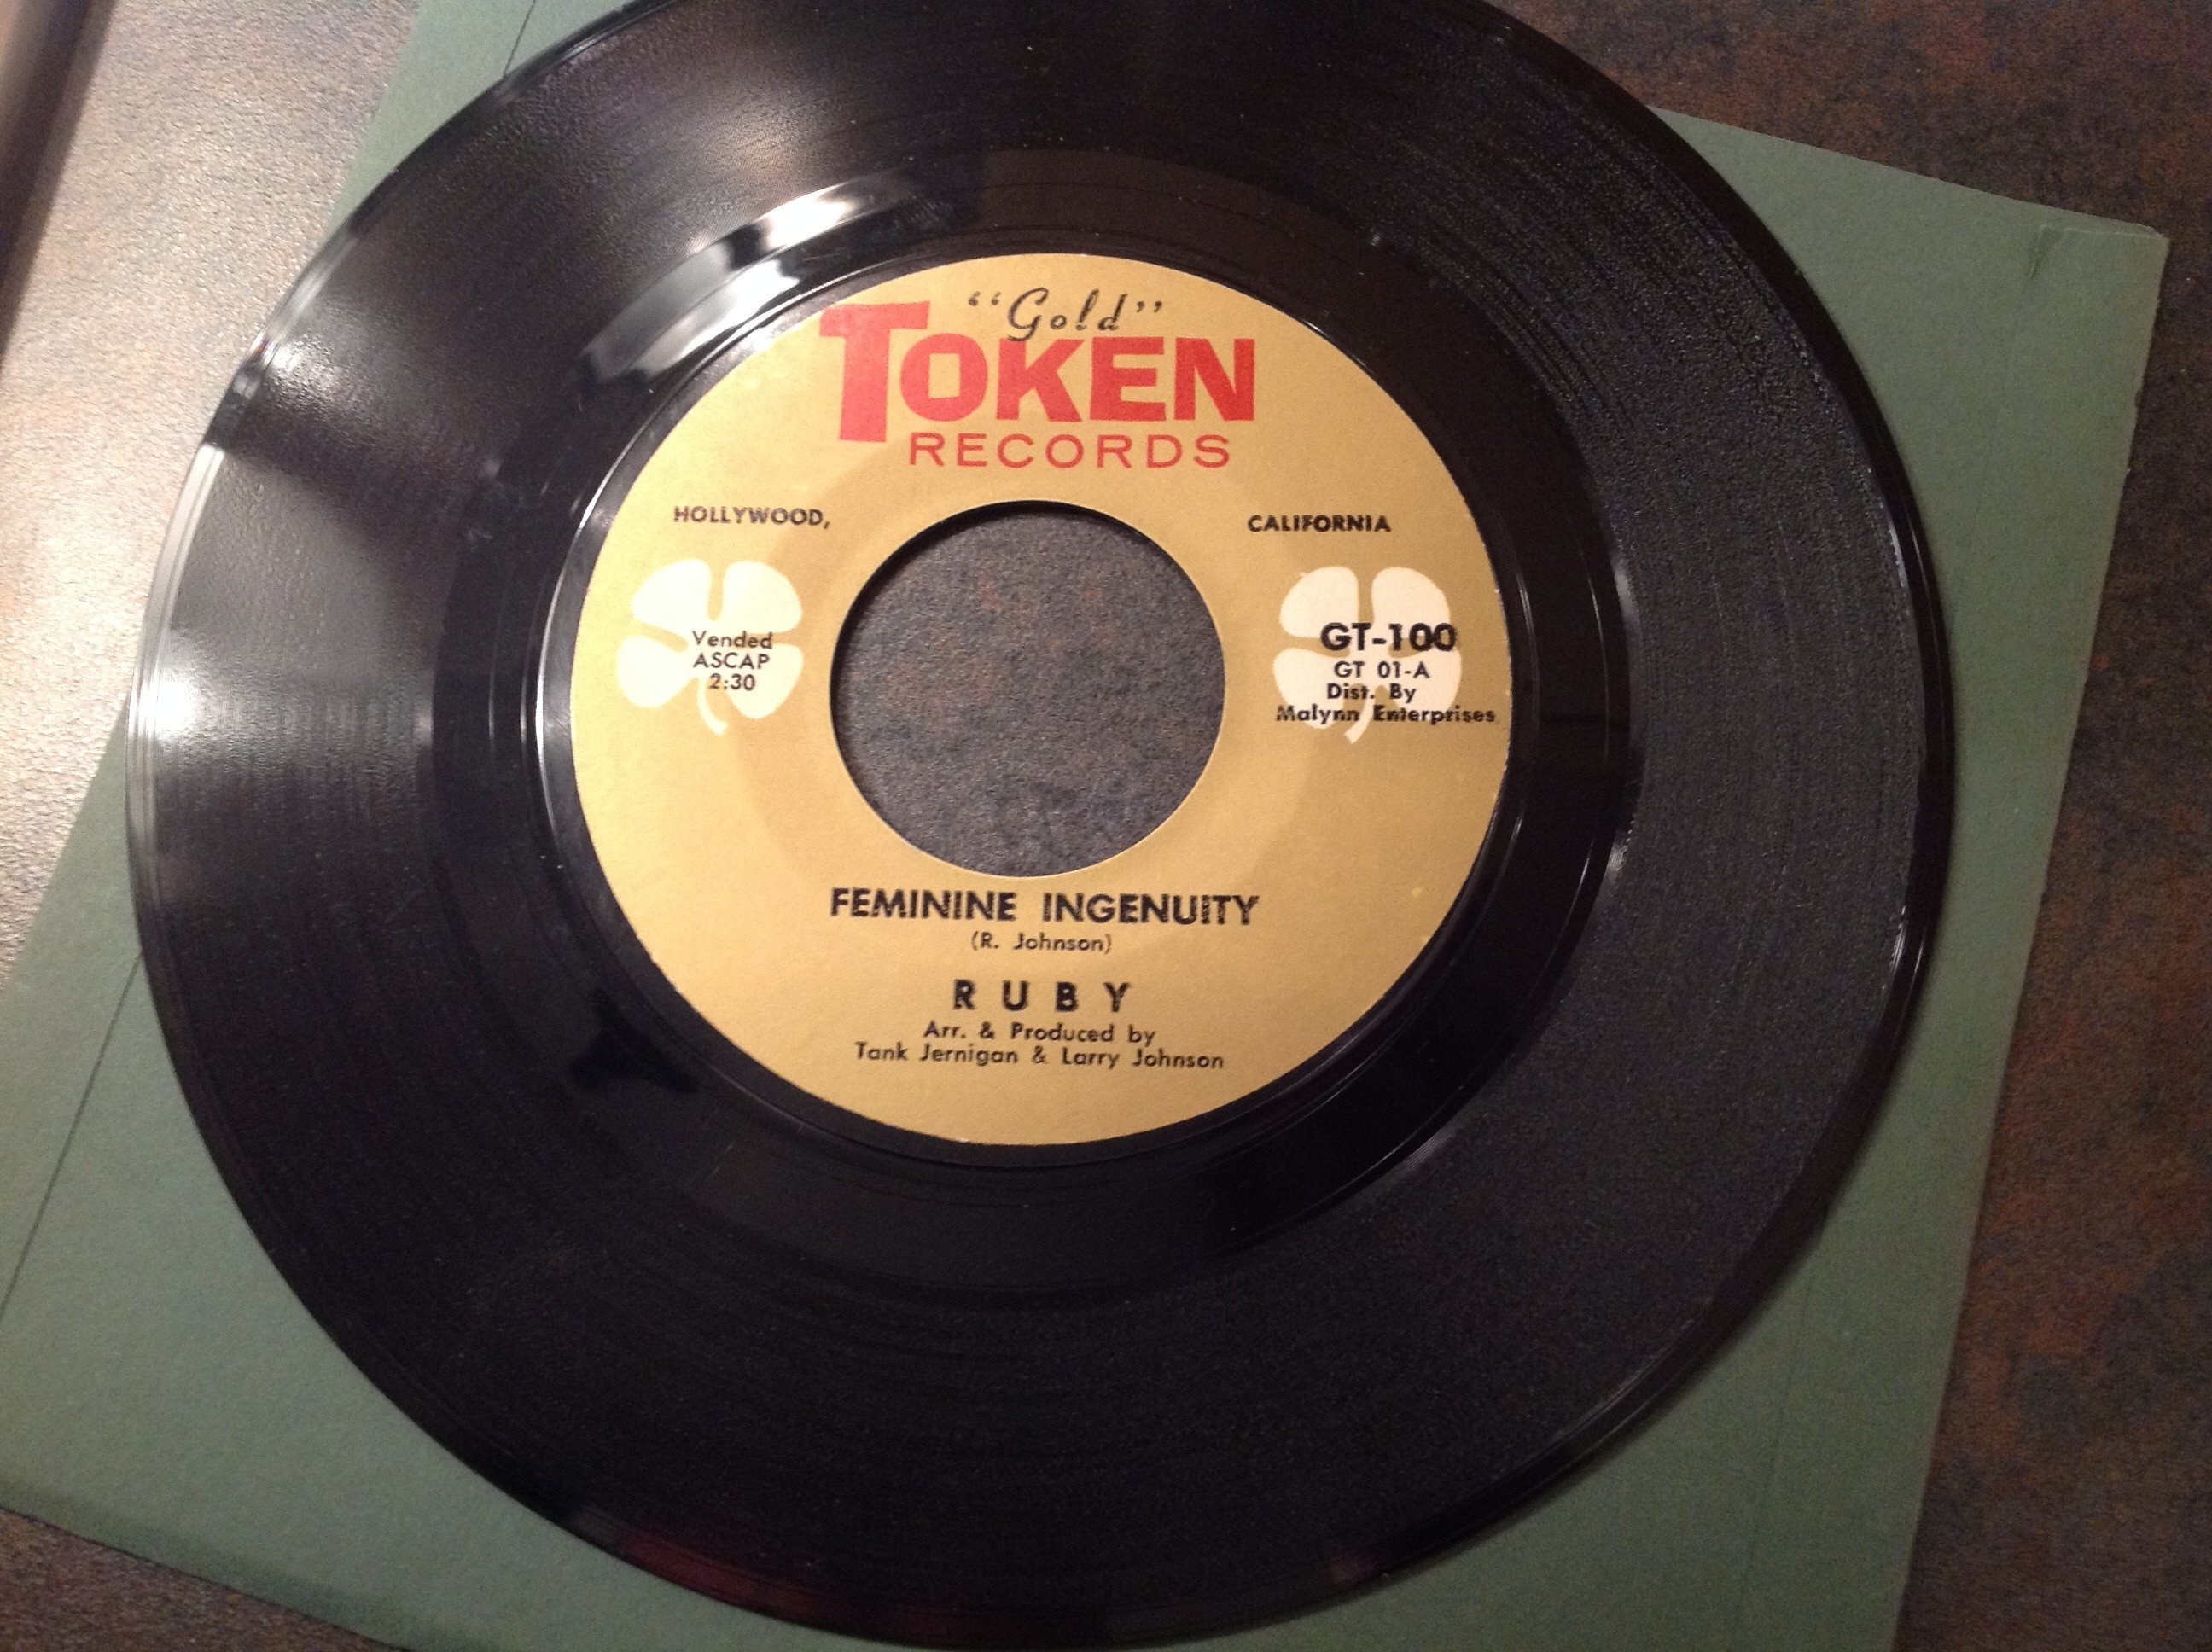 “Gold”
TOKEN
RECORDS
HOLLYWOOD, CALIFORNIA
Vended
ASCAP
2:30
GT-100
GT 01-A
Dist. By
Malynn Enterprises
FEMININE INGENUITY
(R. Johnson)
RUBY
Arr. & Produced by
Tank Jernigan & Larry Johnson